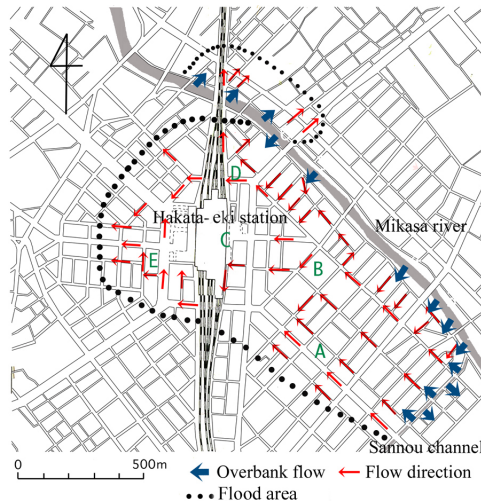 D
Hakata-eki station
Mikasa river
C
E
B
A
Sannou channel
0 500m
Overbank flow
Flow direction
Flood area